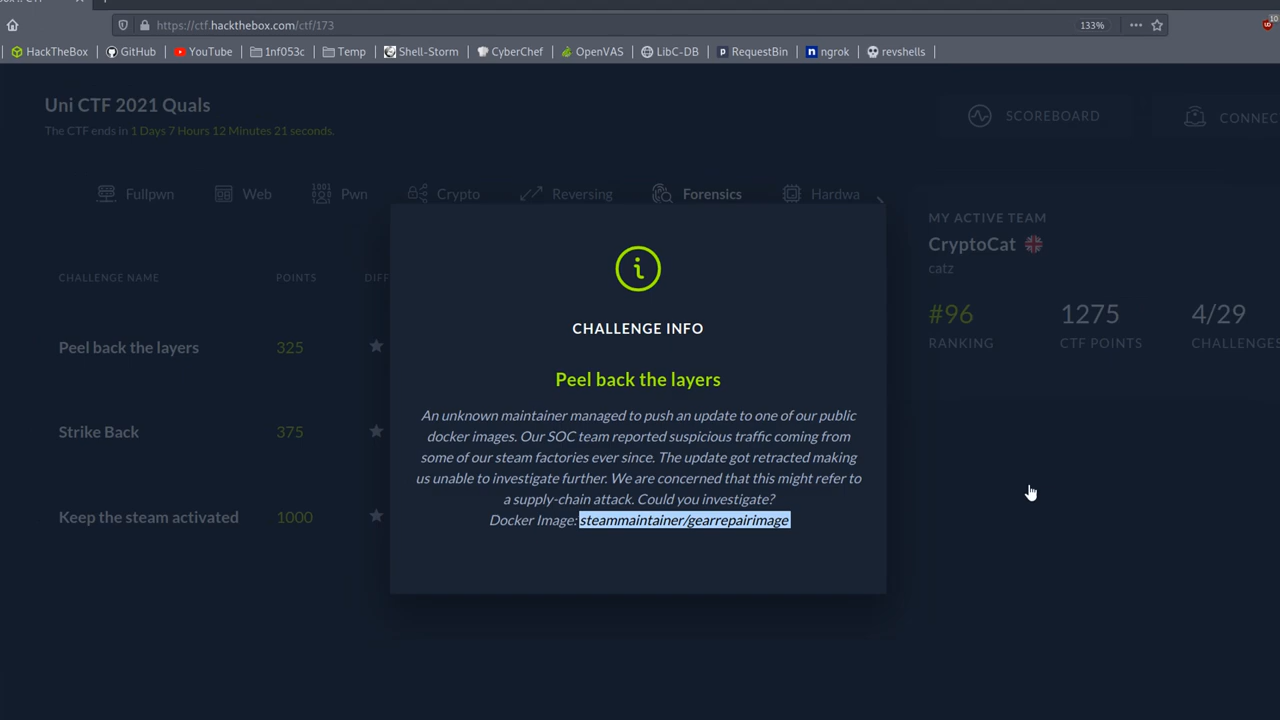 ox :: CTF
https://ctf.hackthebox.com/ctf/173
133%
10
HackTheBox
GitHub
YouTube
1nf053c
Temp
Shell-Storm
CyberChef
OpenVAS
LibC-DB
RequestBin
ngrok
revshells
Uni CTF 2021 Quals
The CTF ends in 1 Days 7 Hours 12 Minutes 21 seconds.
SCOREBOARD
CONNEC
Fullpwn
Web
Pwn
Crypto
Reversing
Forensics
Hardwa
CHALLENGE NAME
POINTS
DIFF
Peel back the layers
325
Strike Back
375
Keep the steam activated
1000
CHALLENGE INFO
Peel back the layers
An unknown maintainer managed to push an update to one of our public
docker images. Our SOC team reported suspicious traffic coming from
some of our steam factories ever since. The update got retracted making
us unable to investigate further. We are concerned that this might refer to
a supply-chain attack. Could you investigate?
Docker Image: steammaintainer/gearrepairimage
MY ACTIVE TEAM
CryptoCat
catz
#96
1275
4/29
RANKING
CTF POINTS
CHALLENGES